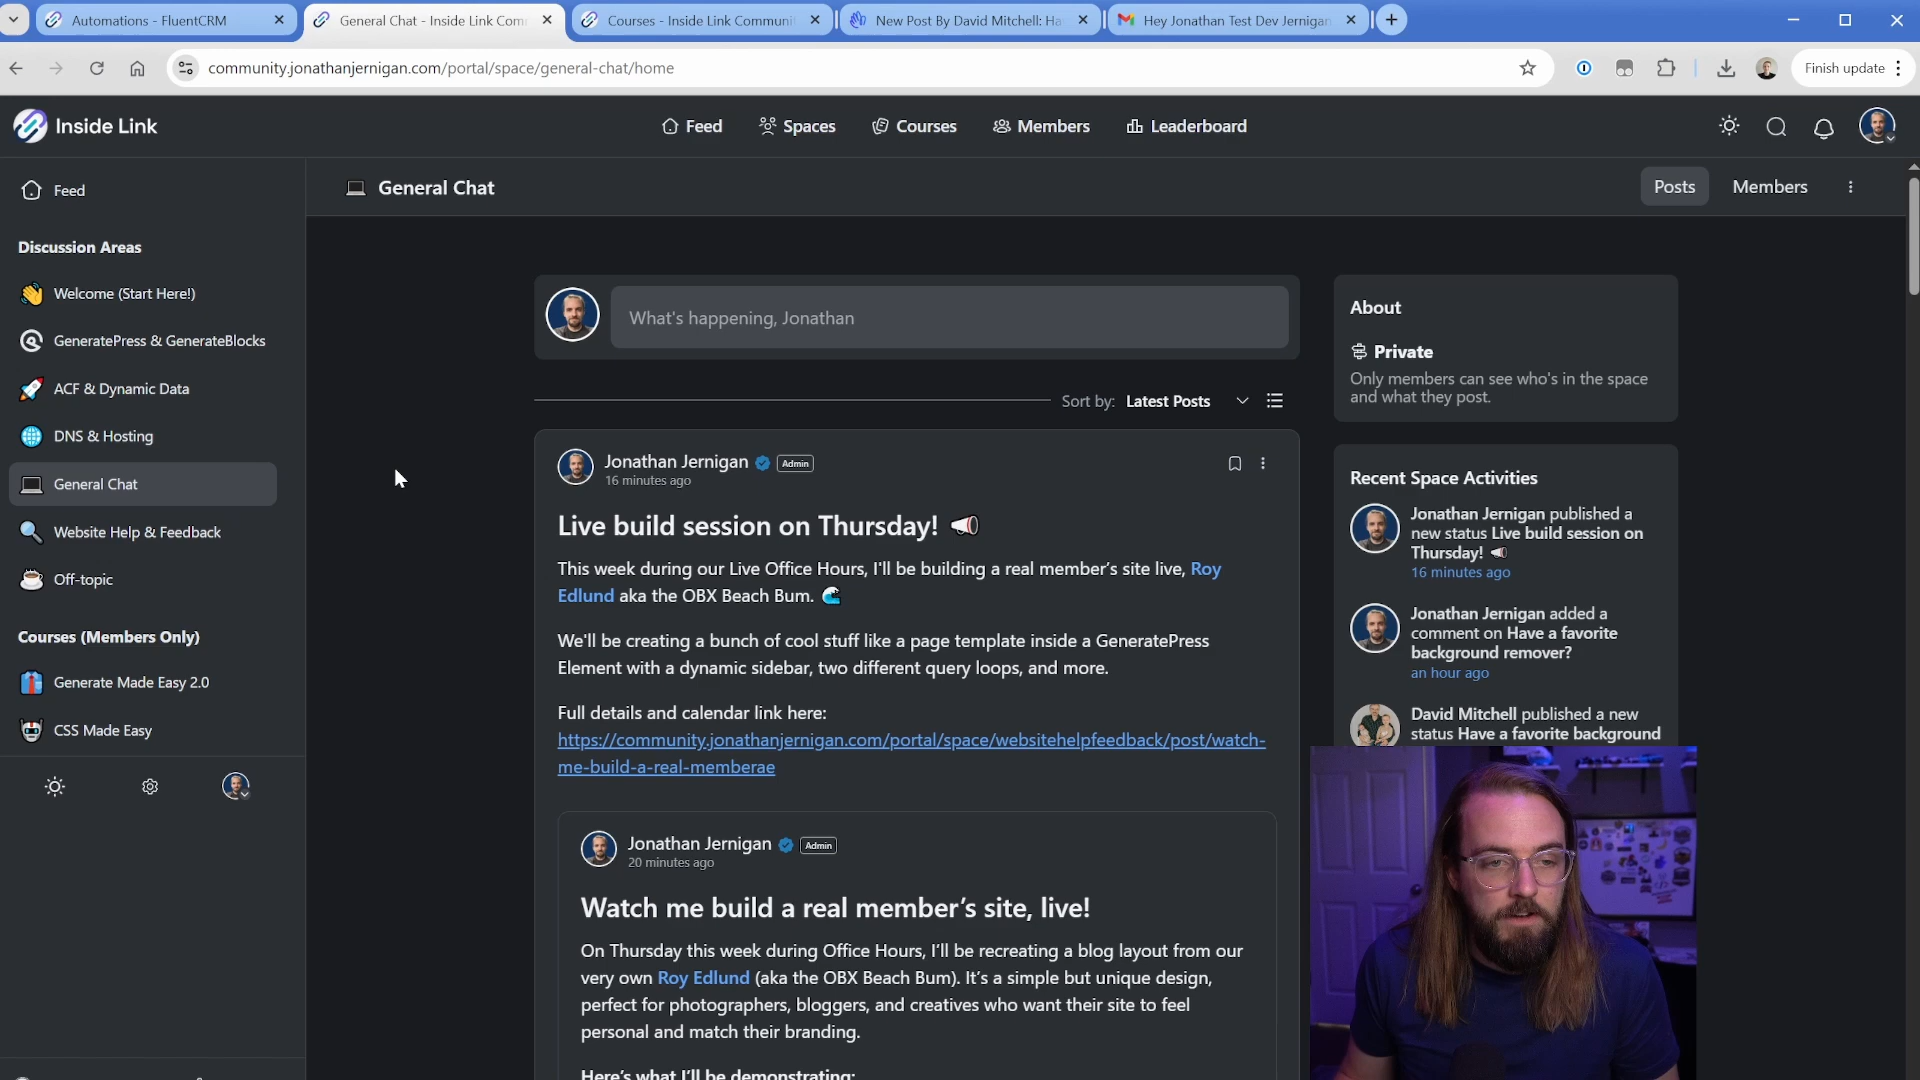 Automations - FluentCRM
General Chat - Inside Link Com
Courses - Inside Link Communi
New Post By David Mitchell: Ha
Hey Jonathan Test Dev Jernigan
community.jonathanjernigan.com/portal/space/general-chat/home
Finish update
Inside Link
Feed
Spaces
Courses
Members
Leaderboard
Feed
General Chat
Posts
Members
Discussion Areas
Welcome (Start Here!)
GeneratePress & GenerateBlocks
ACF & Dynamic Data
DNS & Hosting
General Chat
Website Help & Feedback
Off-topic
Courses (Members Only)
Generate Made Easy 2.0
CSS Made Easy
What's happening, Jonathan
Sort by: Latest Posts
Jonathan Jernigan Admin
16 minutes ago
Live build session on Thursday!
This week during our Live Office Hours, I'll be building a real member's site live, Roy
Edlund aka the OBX Beach Bum.
We'll be creating a bunch of cool stuff like a page template inside a GeneratePress
Element with a dynamic sidebar, two different query loops, and more.
Full details and calendar link here:
https://community.jonathanjernigan.com/portal/space/websitehelpfeedback/post/watch-
me-build-a-real-memberae
Jonathan Jernigan Admin
20 minutes ago
Watch me build a real member's site, live!
On Thursday this week during Office Hours, I'll be recreating a blog layout from our
very own Roy Edlund (aka the OBX Beach Bum). It's a simple but unique design,
perfect for photographers, bloggers, and creatives who want their site to feel
personal and match their branding.
Here's what I'll be demonstrating:
About
Private
Only members can see who's in the space
and what they post.
Recent Space Activities
Jonathan Jernigan published a
new status Live build session on
Thursday!
16 minutes ago
Jonathan Jernigan added a
comment on Have a favorite
background remover?
an hour ago
David Mitchell published a new
status Have a favorite background